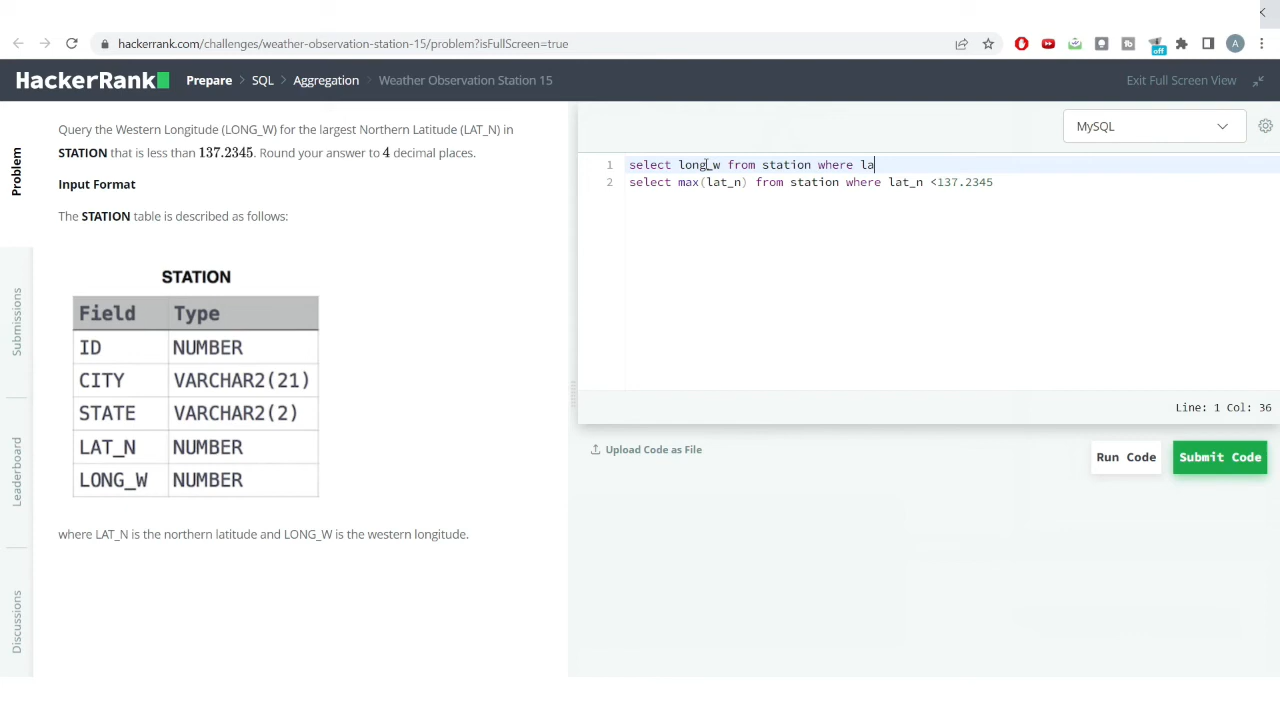 hackerrank.com/challenges/weather-observation-station-15/problem?isFullScreen=true
off
A
HackerRank
Prepare > SQL > Aggregation > Weather Observation Station 15
Exit Full Screen View
Problem
Submissions
Leaderboard
Discussions
Query the Western Longitude (LONG_W) for the largest Northern Latitude (LAT_N) in
STATION that is less than 137.2345. Round your answer to 4 decimal places.
Input Format
The STATION table is described as follows:
STATION
Field Type
ID NUMBER
CITY VARCHAR2(21)
STATE VARCHAR2(2)
LAT_N NUMBER
LONG_W NUMBER
where LAT_N is the northern latitude and LONG_W is the western longitude.
MySQL
1 select long_w from station where la
2 select max(lat_n) from station where lat_n <137.2345
Line: 1 Col: 36
Upload Code as File
Run Code
Submit Code